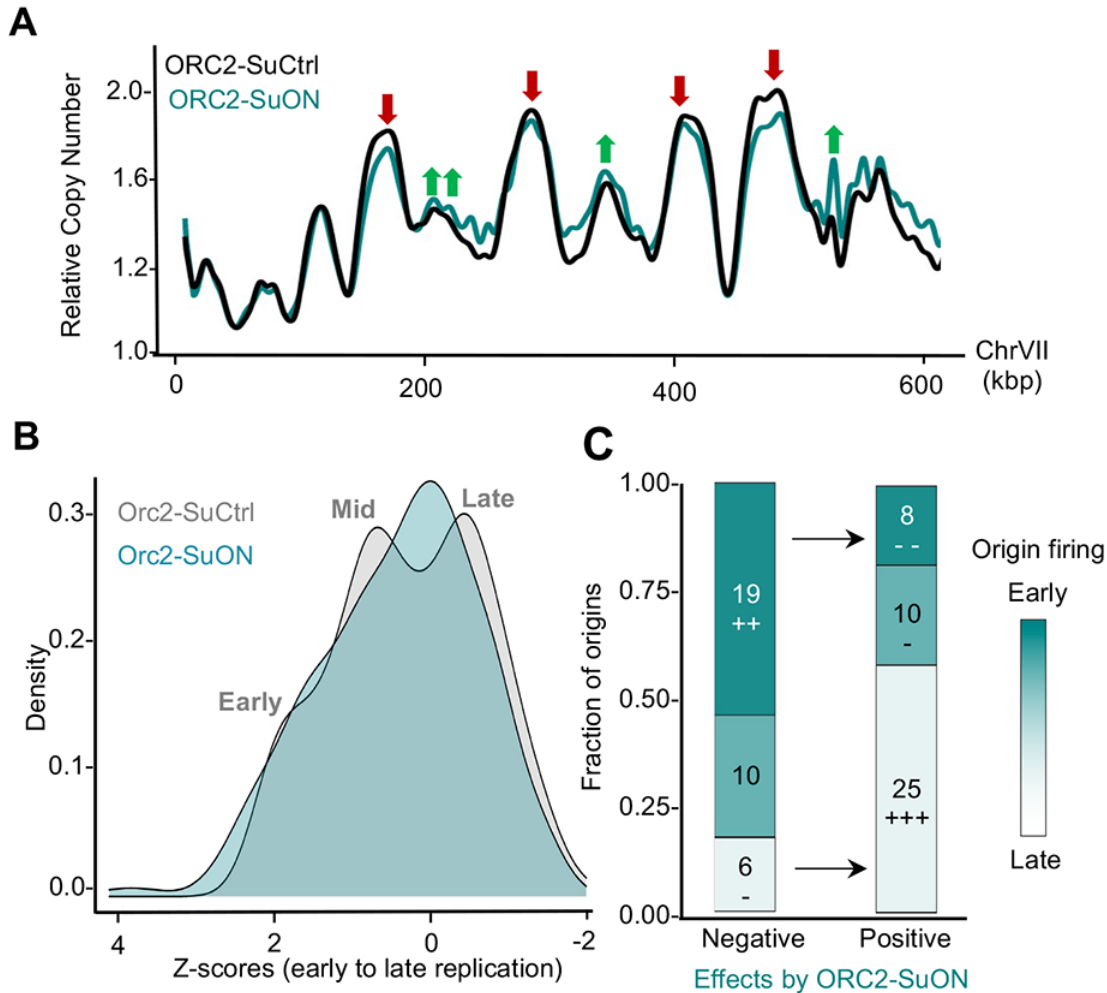 A
ORC2-SuCtrl
ORC2-SuON
Relative Copy Number
2.0-
1.6-
1.2-
1.0-
0
200
400
600
ChrVII
(kbp)
B
Orc2-SuCtrl
Orc2-SuON
Early
Mid
Late
Density
0.3-
0.2-
0.1-
0.0-
4
2
0
-2
Z-scores (early to late replication)
C
Fraction of origins
1.00-
0.75-
0.50-
0.25-
0.00-
19
++
10
6
-
8
- -
10
-
25
+++
Negative
Positive
Effects by ORC2-SuON
Origin firing
Early
Late